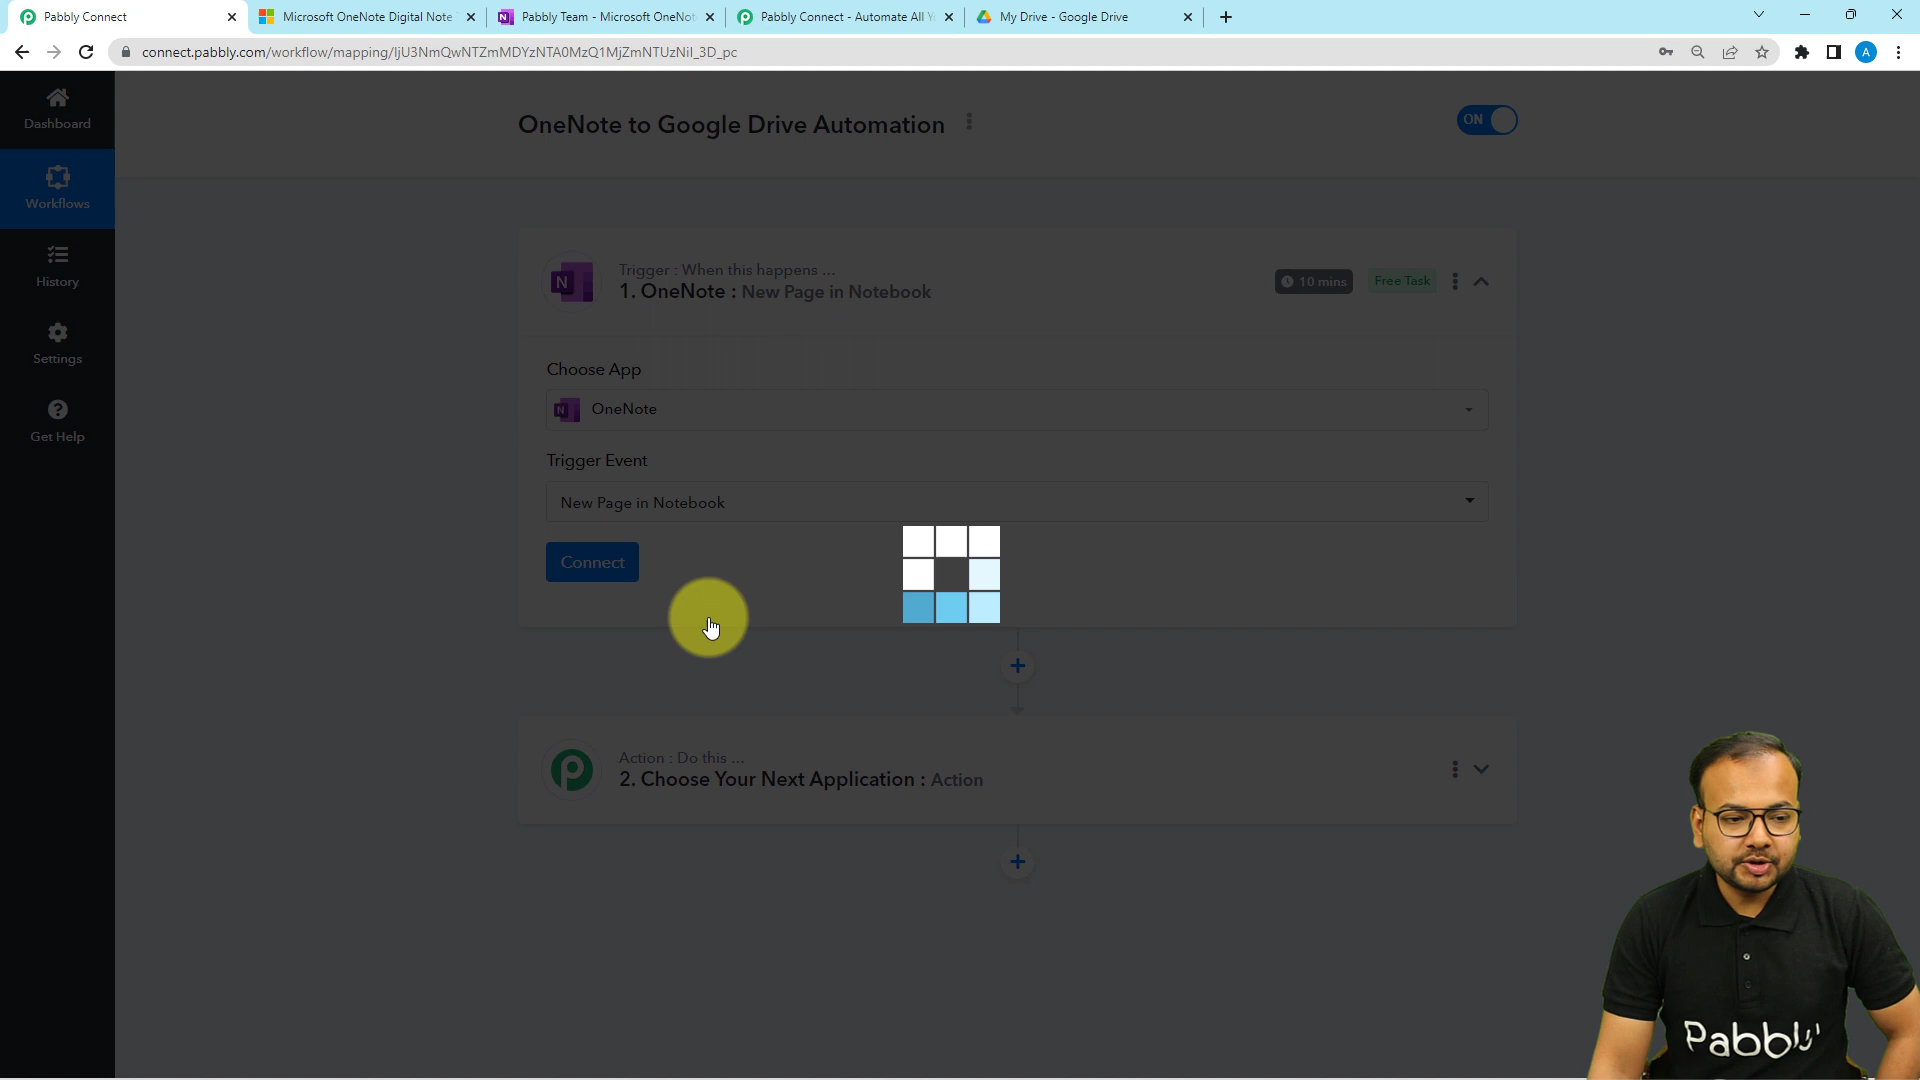 Pabbly Connect
Microsoft OneNote Digital Note
Pabbly Team - Microsoft OneNot
Pabbly Connect - Automate All Y
My Drive - Google Drive
connect.pabbly.com/workflow/mapping/IjU3NmQwNTZmMDYzNTA0MzQ1MjZmNTUzNiI_3D_pc
A
Dashboard
Workflows
History
Settings
Get Help
OneNote to Google Drive Automation
ON
Trigger : When this happens ...
1. OneNote : New Page in Notebook
10 mins
Free Task
Choose App
OneNote
Trigger Event
New Page in Notebook
Connect
Action : Do this ...
2. Choose Your Next Application : Action
Pabbly